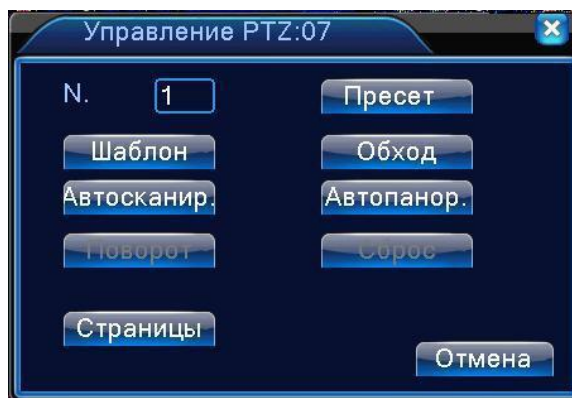 Управление PTZ:07
N. 1 Пресет
Шаблон Обход
Автосканир. Автопанор.
Поворот Сброс
Страницы
Отмена